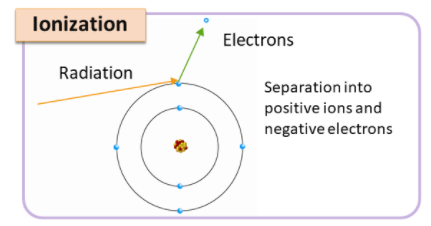 Ionization
Electrons
Radiation
Separation into
positive ions and
negative electrons